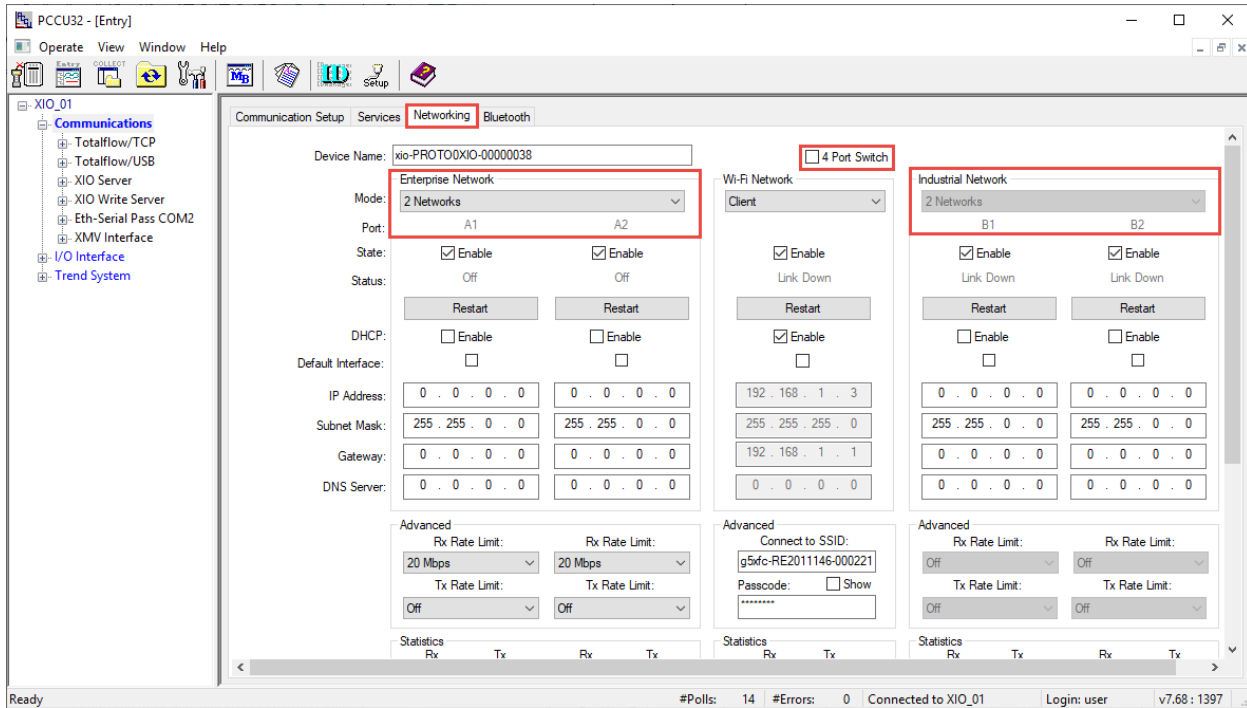 PCCU32 - [Entry]
Operate View Window Help
Entry COLLECT MB ID Manager Setup
XIO_01
Communications
Totalflow/TCP
Totalflow/USB
XIO Server
XIO Write Server
Eth-Serial Pass COM2
XMV Interface
I/O Interface
Trend System
Communication Setup Services Networking Bluetooth
Device Name: xio-PROTO0XIO-00000038 4 Port Switch
Enterprise Network Wi-Fi Network Industrial Network
Mode: 2 Networks Client 2 Networks
Port: A1 A2 B1 B2
State: Enable Enable Enable Enable Enable
Status: Off Off Link Down Link Down Link Down
Restart Restart Restart Restart Restart
DHCP: Enable Enable Enable Enable Enable
Default Interface:
IP Address: 0 . 0 . 0 . 0 0 . 0 . 0 . 0 192 . 168 . 1 . 3 0 . 0 . 0 . 0 0 . 0 . 0 . 0
Subnet Mask: 255 . 255 . 0 . 0 255 . 255 . 0 . 0 255 . 255 . 255 . 0 255 . 255 . 0 . 0 255 . 255 . 0 . 0
Gateway: 0 . 0 . 0 . 0 0 . 0 . 0 . 0 192 . 168 . 1 . 1 0 . 0 . 0 . 0 0 . 0 . 0 . 0
DNS Server: 0 . 0 . 0 . 0 0 . 0 . 0 . 0 0 . 0 . 0 . 0 0 . 0 . 0 . 0 0 . 0 . 0 . 0
Advanced Advanced Advanced
Rx Rate Limit: Rx Rate Limit: Connect to SSID: Rx Rate Limit: Rx Rate Limit:
20 Mbps 20 Mbps g5xfc-RE2011146-000221 Off Off
Tx Rate Limit: Tx Rate Limit: Passcode: Show Tx Rate Limit: Tx Rate Limit:
Off Off ******** Off Off
Statistics Statistics Statistics
Rx Tx Rx Tx Rx Tx Rx Tx Rx Tx
Ready #Polls: 14 #Errors: 0 Connected to XIO_01 Login: user v7.68 : 1397